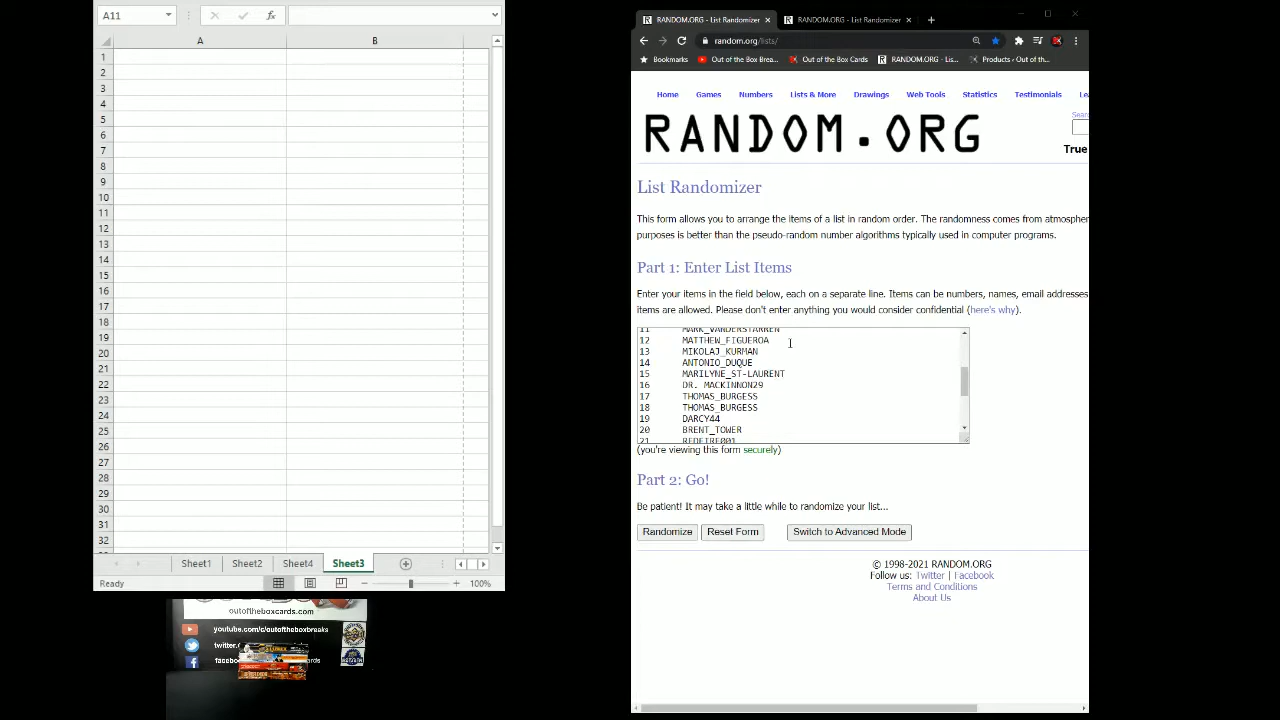 A11
A B
1
2
3
4
5
6
7
8
9
10
11
12
13
14
15
16
17
18
19
20
21
22
23
24
25
26
27
28
29
30
31
32
Sheet1 Sheet2 Sheet4 Sheet3
Ready 100%
outoftheboxcards.com
youtube.com/c/outoftheboxbreaks
twitter.
RANDOM.ORG - List Randomizer RANDOM.ORG - List Randomizer
random.org/lists/
Bookmarks Out of the Box Brea... Out of the Box Cards RANDOM.ORG - Lis... Products ‹ Out of th...
Home Games Numbers Lists & More Drawings Web Tools Statistics Testimonials Le
Searc
RANDOM.ORG
True
List Randomizer
This form allows you to arrange the items of a list in random order. The randomness comes from atmospher
purposes is better than the pseudo-random number algorithms typically used in computer programs.
Part 1: Enter List Items
Enter your items in the field below, each on a separate line. Items can be numbers, names, email addresses
items are allowed. Please don't enter anything you would consider confidential (here's why).
11 MARK_VANDERSTARREN
12 MATTHEW_FIGUEROA
13 MIKOLAJ_KURMAN
14 ANTONIO_DUQUE
15 MARILYNE_ST-LAURENT
16 DR. MACKINNON29
17 THOMAS_BURGESS
18 THOMAS_BURGESS
19 DARCY44
20 BRENT_TOWER
21 REDFIRE001
(you're viewing this form securely)
Part 2: Go!
Be patient! It may take a little while to randomize your list...
Randomize Reset Form Switch to Advanced Mode
© 1998-2021 RANDOM.ORG
Follow us: Twitter | Facebook
Terms and Conditions
About Us